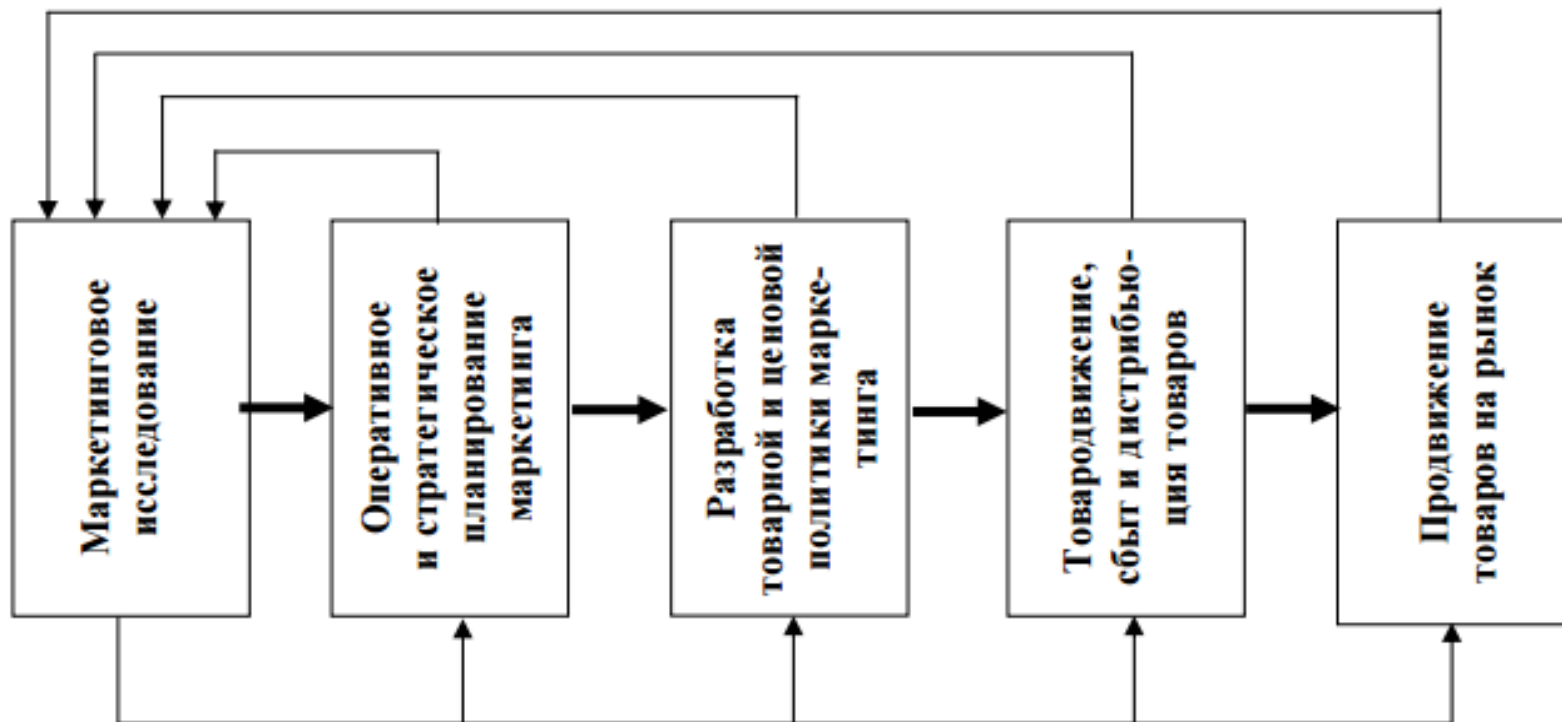 Маркетинговое
исследование
Оперативное
и стратегическое
планирование
маркетинга
Разработка
товарной и ценовой
политики марке-
тинга
Товародвижение,
сбыт и дистрибью-
ция товаров
Продвижение
товаров на рынок